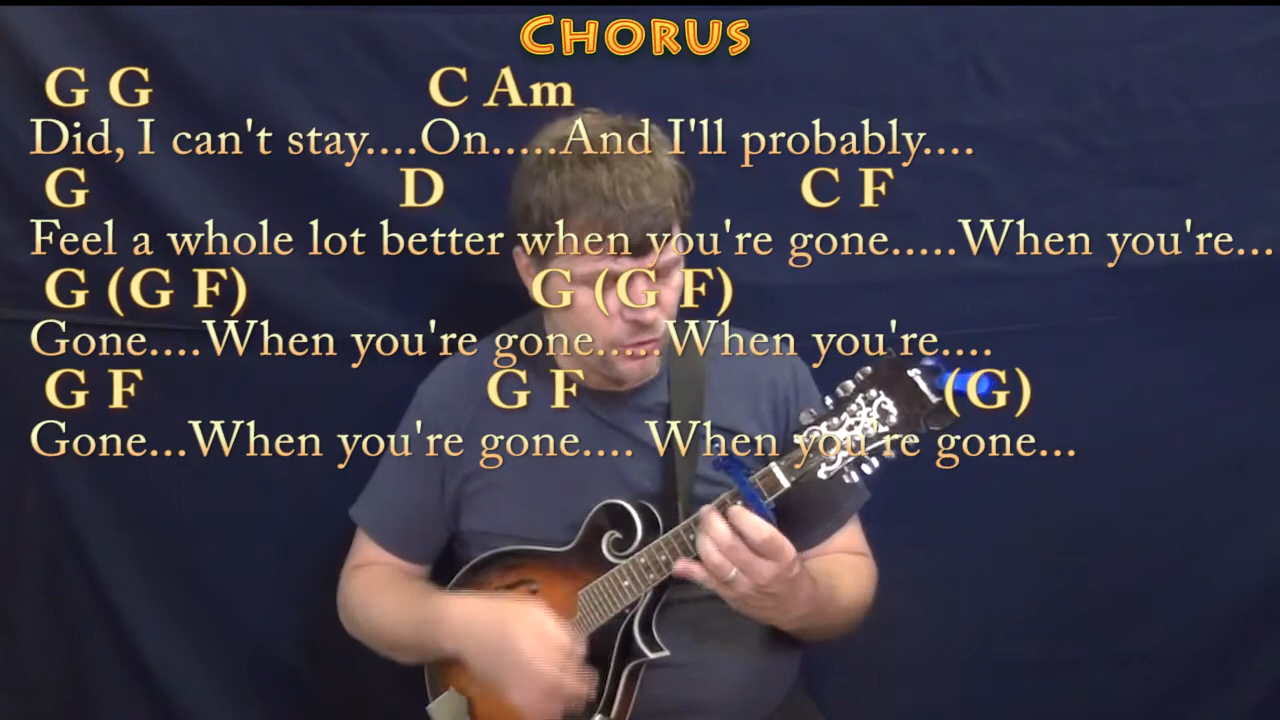 CHORUS
G G C Am
Did, I can't stay....On.....And I'll probably....
G D C F
Feel a whole lot better when you're gone.....When you're...
G (G F) G (G F)
Gone....When you're gone.....When you're....
G F G F (G)
Gone...When you're gone.... When you're gone...